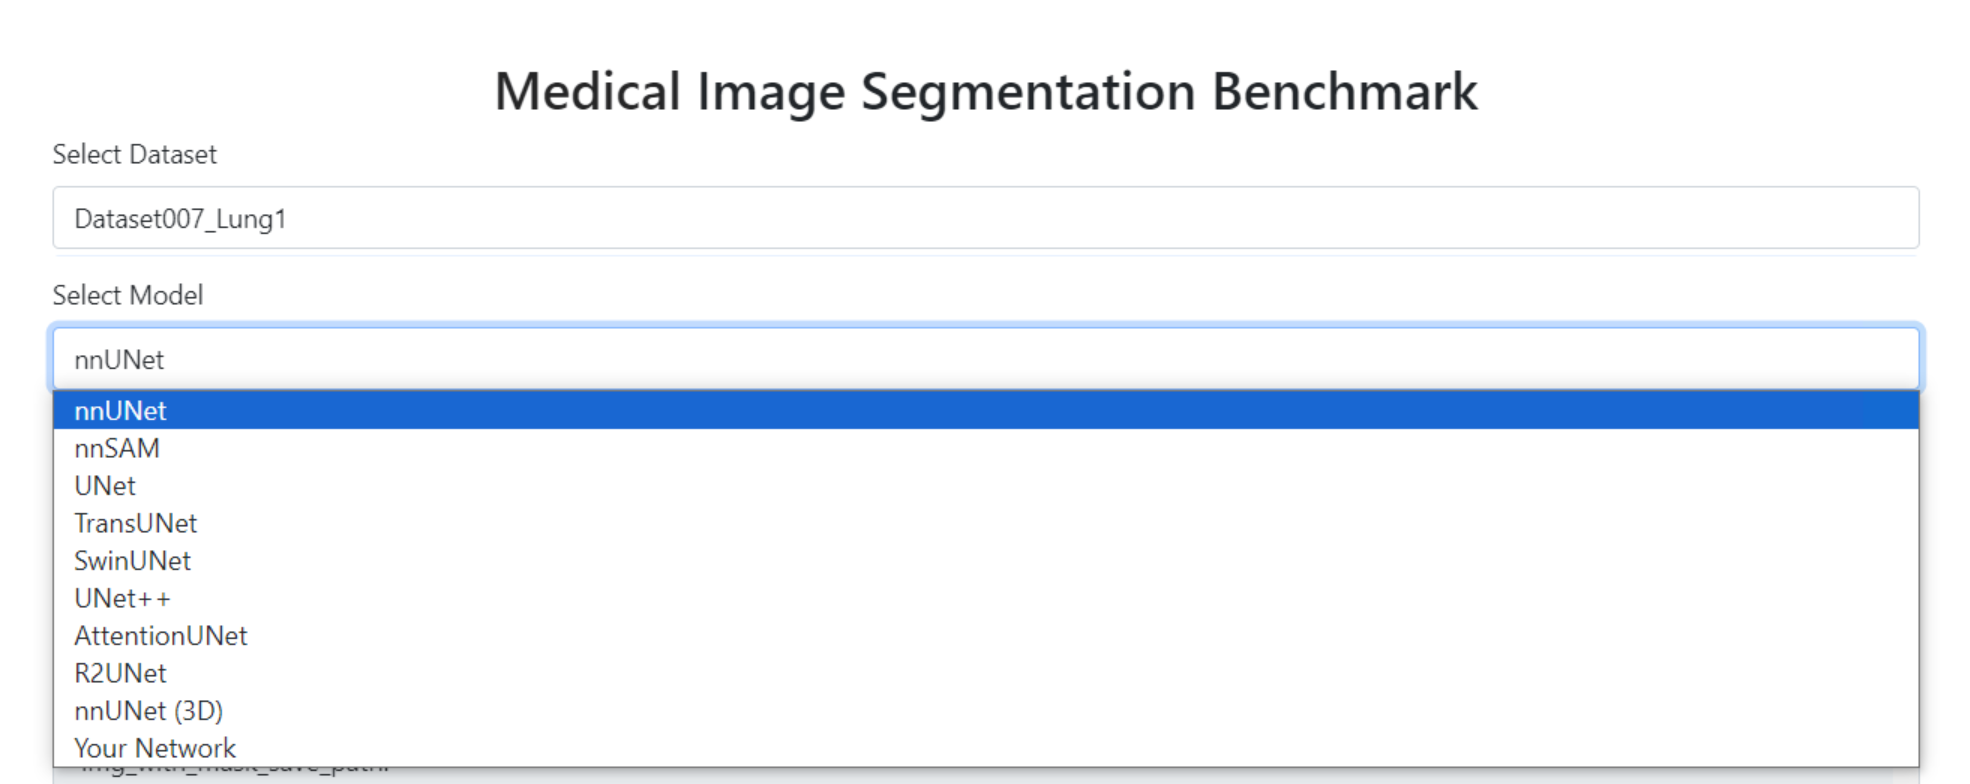 Medical Image Segmentation Benchmark
Select Dataset
Dataset007_Lung1
Select Model
nnUNet
nnUNet
nnSAM
UNet
TransUNet
SwinUNet
UNet++
AttentionUNet
R2UNet
nnUNet (3D)
Your Network
img_with_mask_save_path: